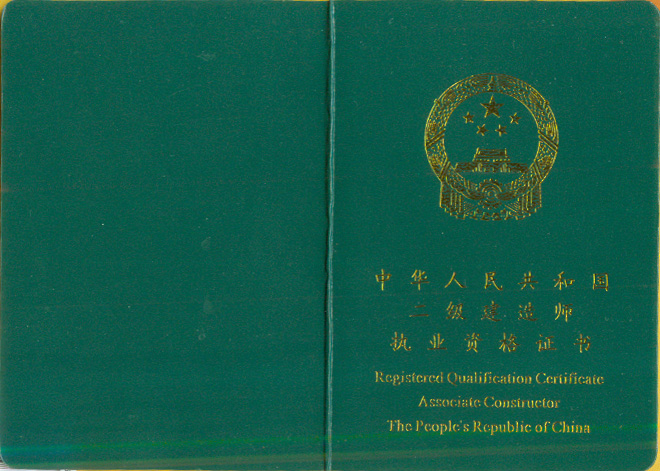 中华人民共和国
二级建造师
执业资格证书
Registered Qualification Certificate
Associate Constructor
The People's Republic of China